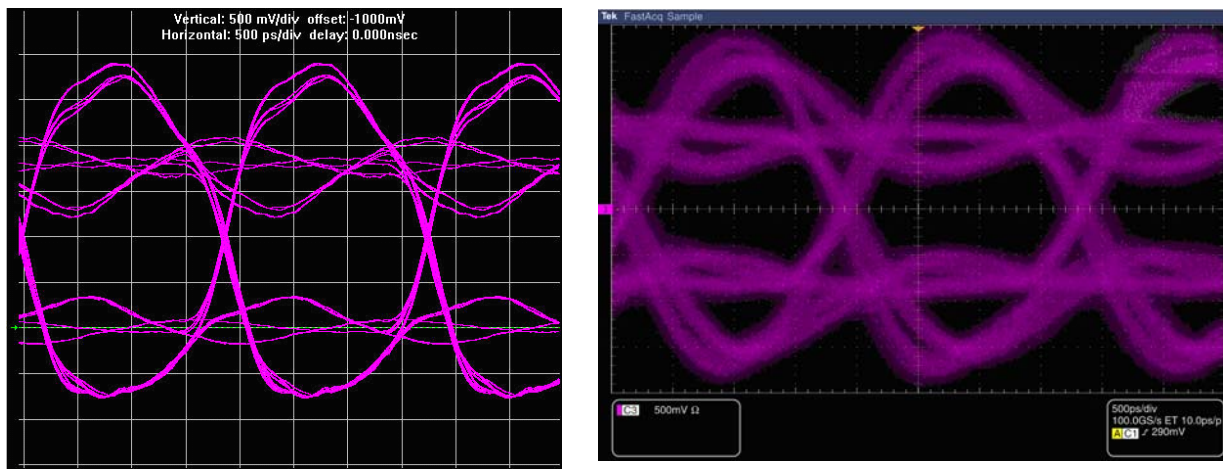 Vertical: 500 mV/div offset: -1000mV
Horizontal: 500 ps/div delay: 0.000nsec
Tek FastAcq Sample
C3 500mV Ω
500ps/div
100.0GS/s ET 10.0ps/p
A C1 290mV